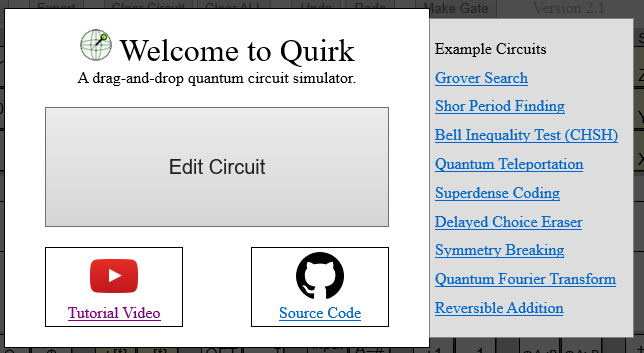 Export
Clear Circuit
Clear ALL
Undo
Redo
Make Gate
Version 2.1
Welcome to Quirk
A drag-and-drop quantum circuit simulator.
Edit Circuit
Tutorial Video
Source Code
Example Circuits
Grover Search
Shor Period Finding
Bell Inequality Test (CHSH)
Quantum Teleportation
Superdense Coding
Delayed Choice Eraser
Symmetry Breaking
Quantum Fourier Transform
Reversible Addition